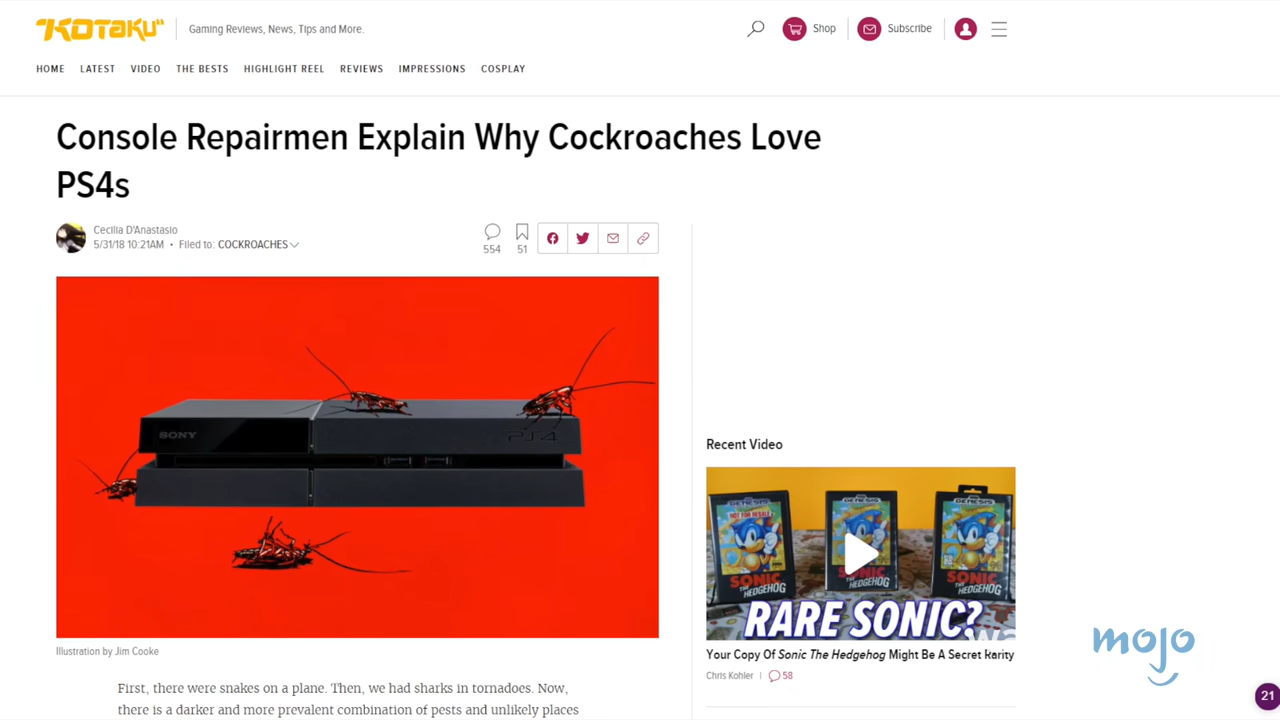 KOTAKU
Gaming Reviews, News, Tips and More.
Shop
Subscribe
HOME
LATEST
VIDEO
THE BESTS
HIGHLIGHT REEL
REVIEWS
IMPRESSIONS
COSPLAY
Console Repairmen Explain Why Cockroaches Love
PS4s
Cecilia D'Anastasio
5/31/18 10:21AM • Filed to: COCKROACHES
554
51
SONY
PS4
Illustration by Jim Cooke
First, there were snakes on a plane. Then, we had sharks in tornadoes. Now,
there is a darker and more prevalent combination of pests and unlikely places
Recent Video
GENESIS
NOT FOR RESALE
SONIC
THE HEDGEHOG
GENESIS
SONIC
THE HEDGEHOG
GENESIS
SONIC
THE HEDGEHOG
RARE SONIC?
Your Copy Of Sonic The Hedgehog Might Be A Secret Rarity
Chris Kohler
58
mojo
21